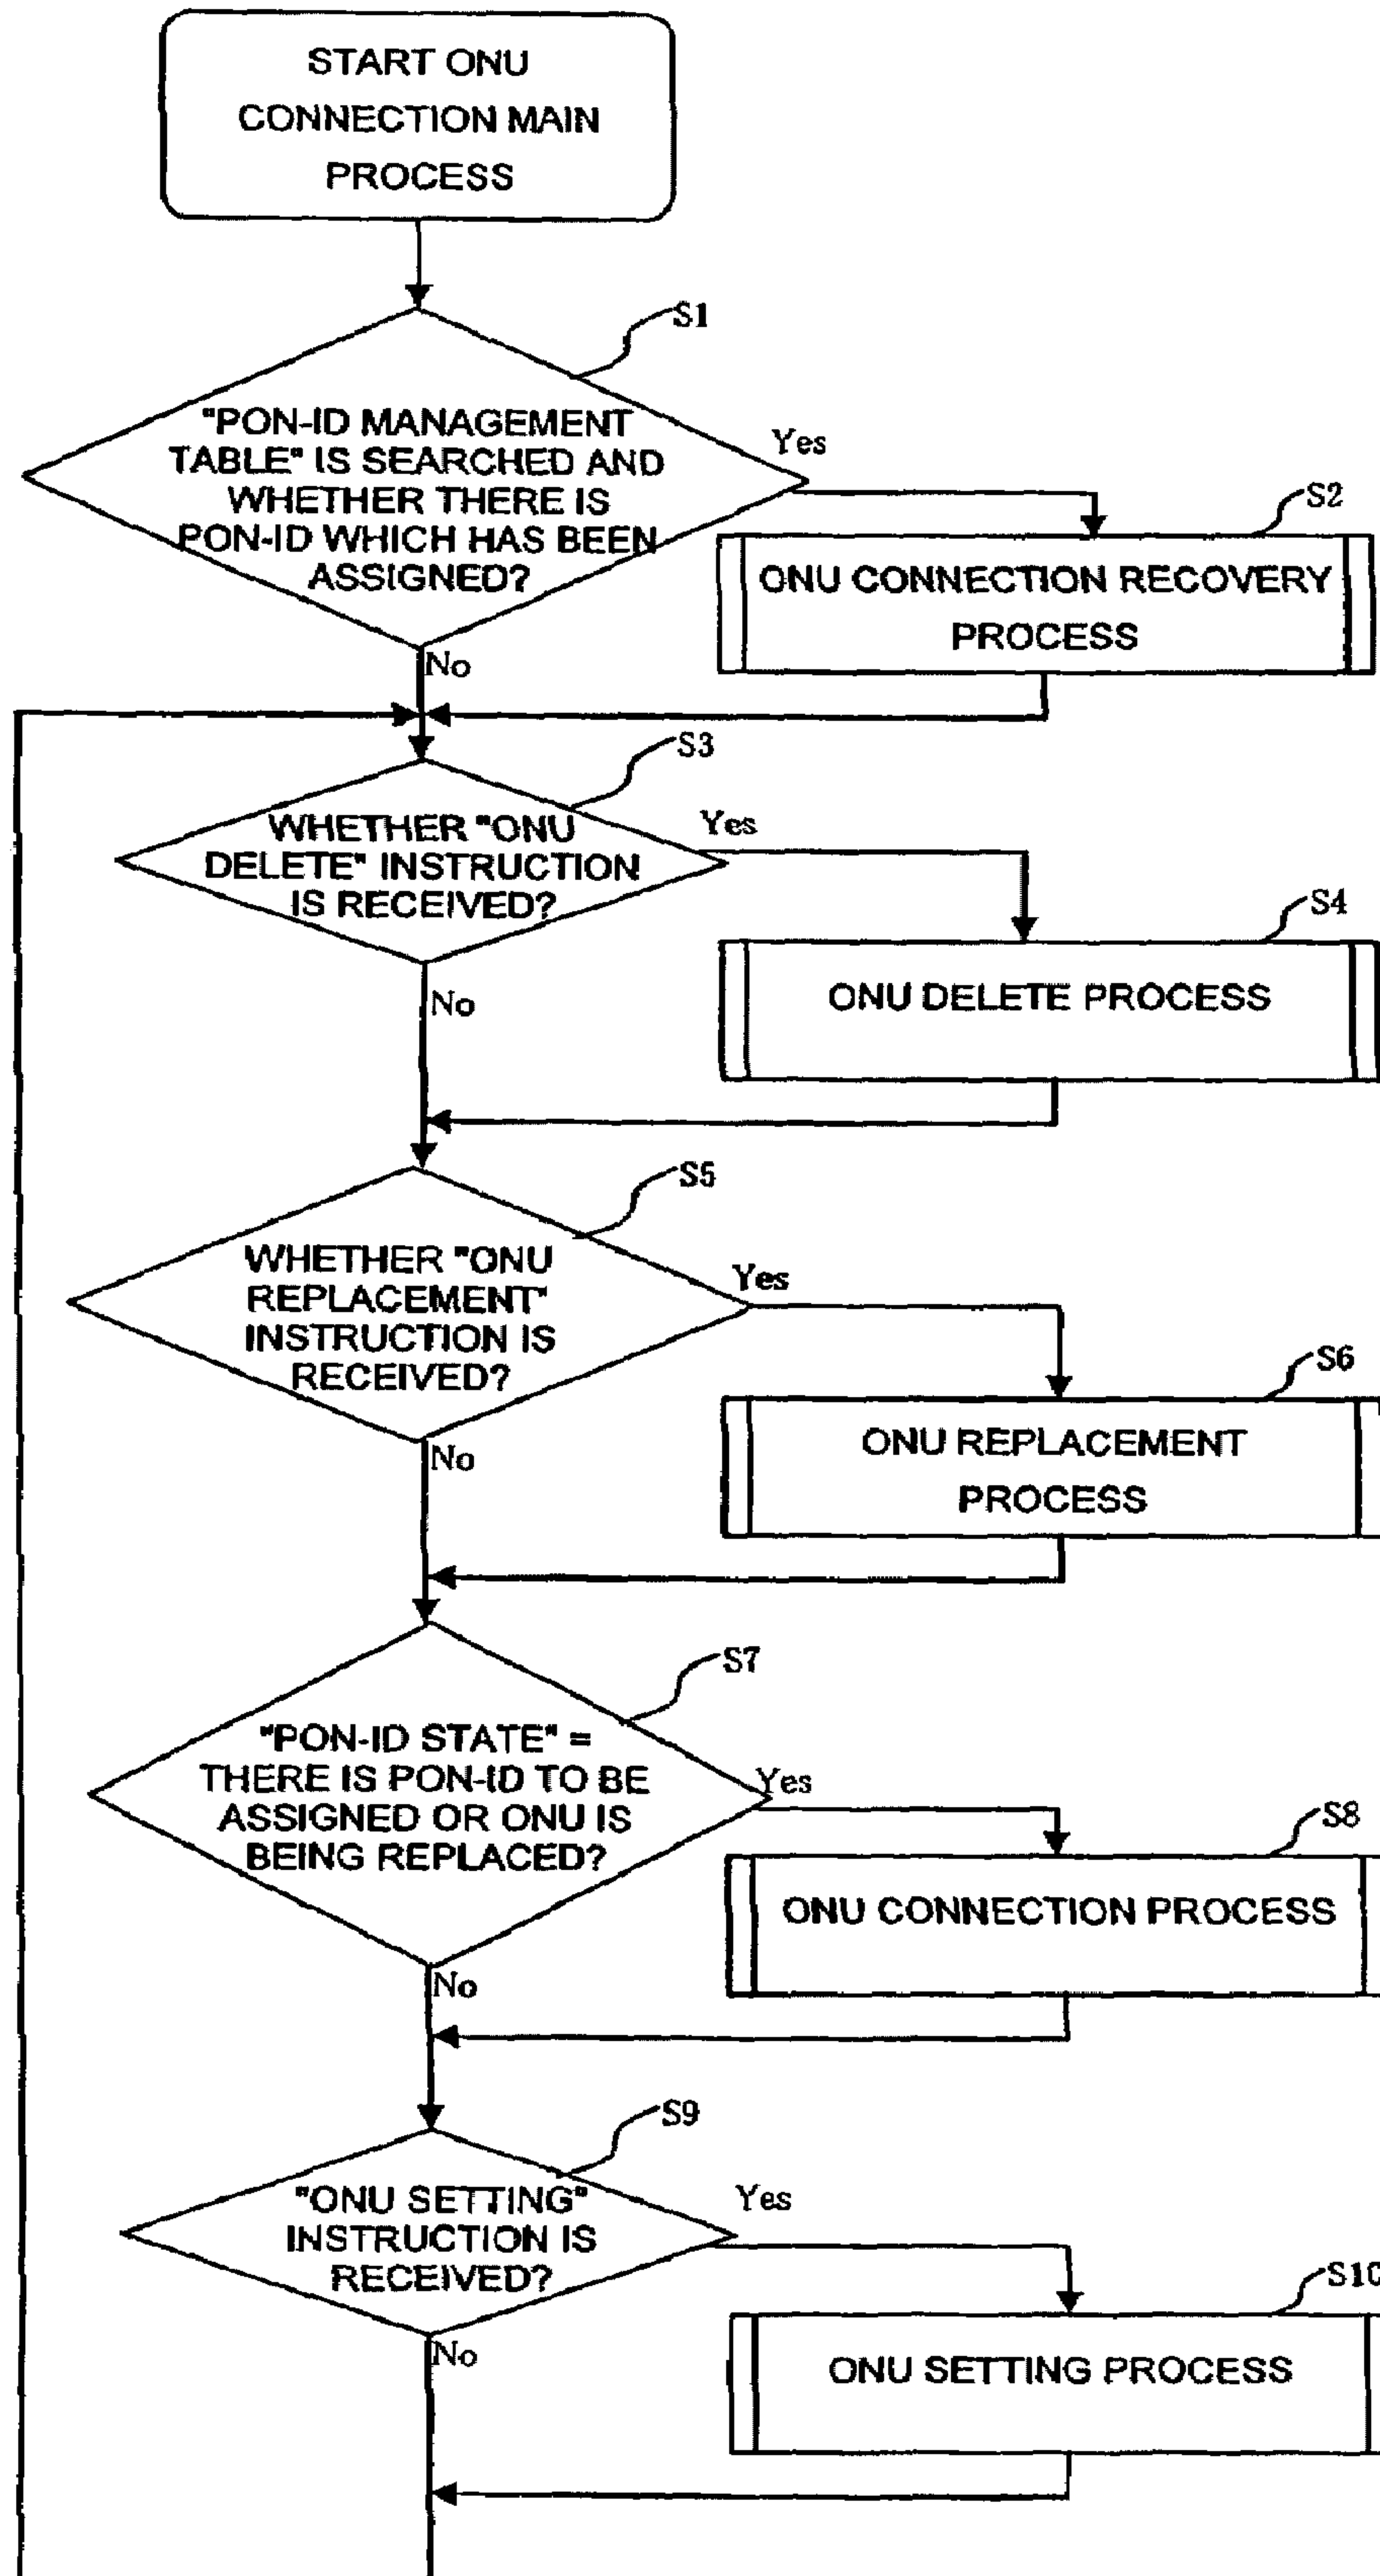 START ONU
CONNECTION MAIN
PROCESS
S1
"PON-ID MANAGEMENT
TABLE" IS SEARCHED AND
WHETHER THERE IS
PON-ID WHICH HAS BEEN
ASSIGNED?
Yes
S2
ONU CONNECTION RECOVERY
PROCESS
No
S3
WHETHER "ONU
DELETE" INSTRUCTION
IS RECEIVED?
Yes
S4
ONU DELETE PROCESS
No
S5
WHETHER "ONU
REPLACEMENT"
INSTRUCTION IS
RECEIVED?
Yes
S6
ONU REPLACEMENT
PROCESS
No
S7
"PON-ID STATE" =
THERE IS PON-ID TO BE
ASSIGNED OR ONU IS
BEING REPLACED?
Yes
S8
ONU CONNECTION PROCESS
No
S9
"ONU SETTING"
INSTRUCTION IS
RECEIVED?
Yes
S10
ONU SETTING PROCESS
No